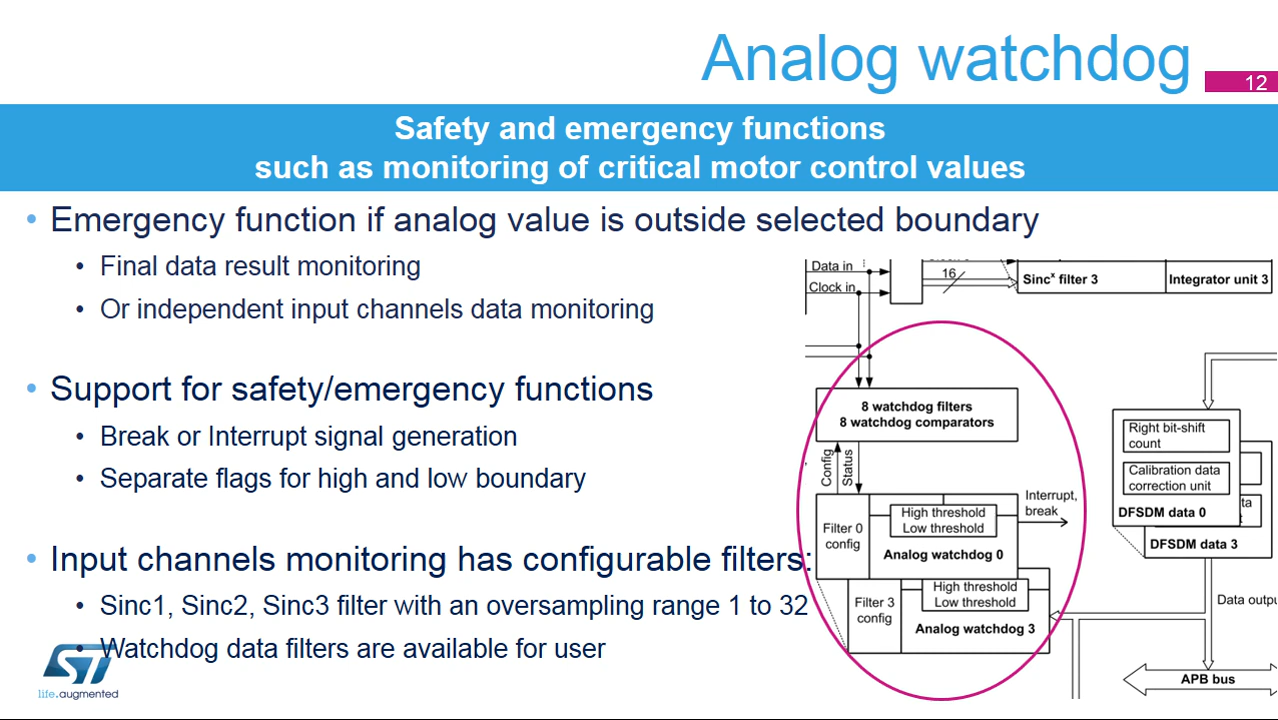 Analog watchdog
12
Safety and emergency functions
such as monitoring of critical motor control values
• Emergency function if analog value is outside selected boundary
• Final data result monitoring
• Or independent input channels data monitoring
• Support for safety/emergency functions
• Break or Interrupt signal generation
• Separate flags for high and low boundary
• Input channels monitoring has configurable filters:
• Sinc1, Sinc2, Sinc3 filter with an oversampling range 1 to 32
• Watchdog data filters are available for user
ST
life.augmented
Data in
Clock in
16
Sincx filter 3
Integrator unit 3
8 watchdog filters
8 watchdog comparators
Config
Status
Filter 0
config
High threshold
Low threshold
Analog watchdog 0
Interrupt,
break
Filter 3
config
High threshold
Low threshold
Analog watchdog 3
Right bit-shift
count
Calibration data
correction unit
DFSDM data 0
DFSDM data 3
Data outpu
APB bus